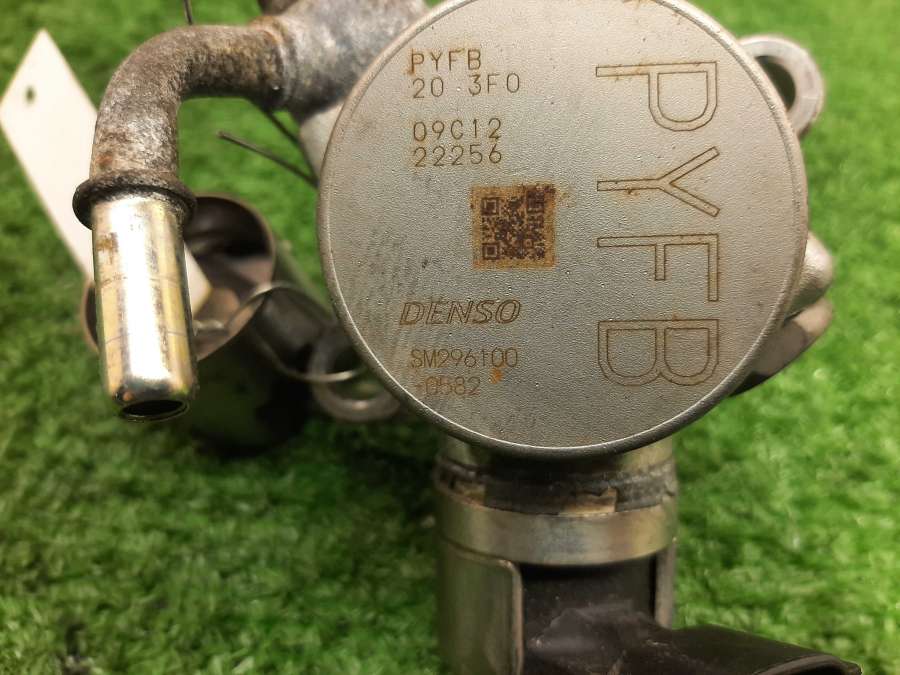 PYFB
20 3F0
09C12
22256
DENSO
SM296100
-0582
PYFB